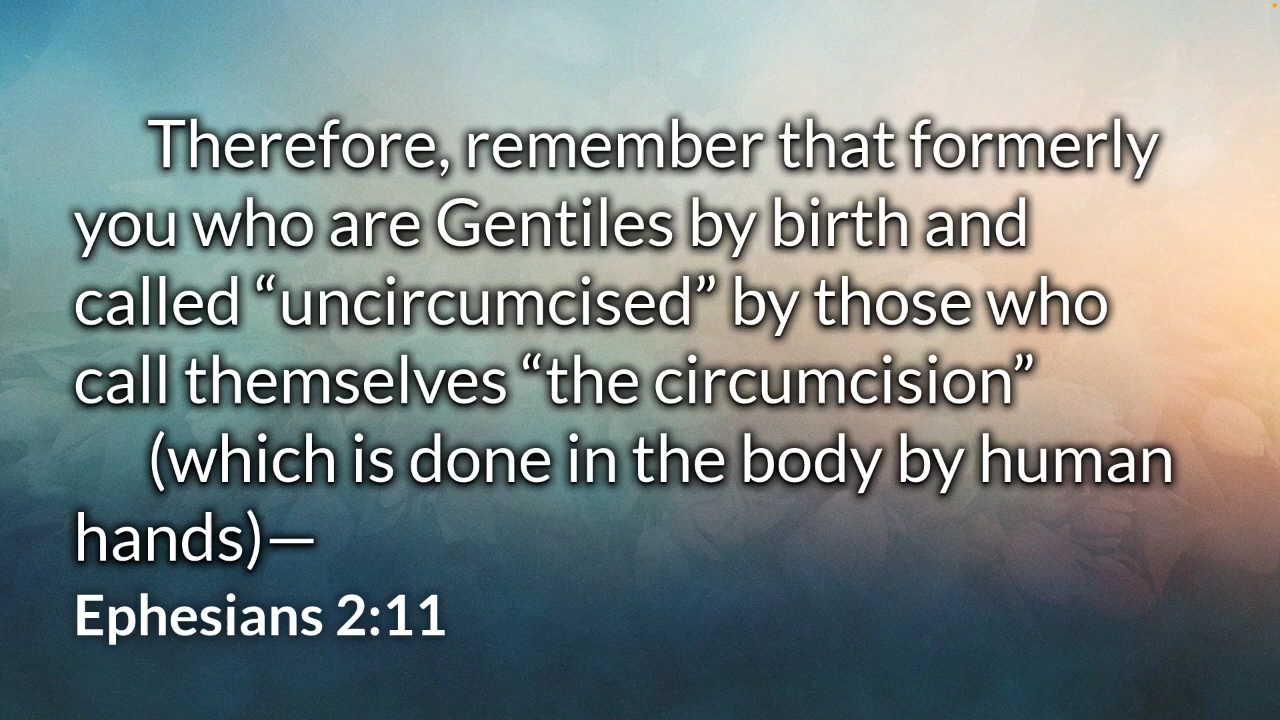 Therefore, remember that formerly
you who are Gentiles by birth and
called “uncircumcised” by those who
call themselves “the circumcision”
(which is done in the body by human
hands)—
Ephesians 2:11